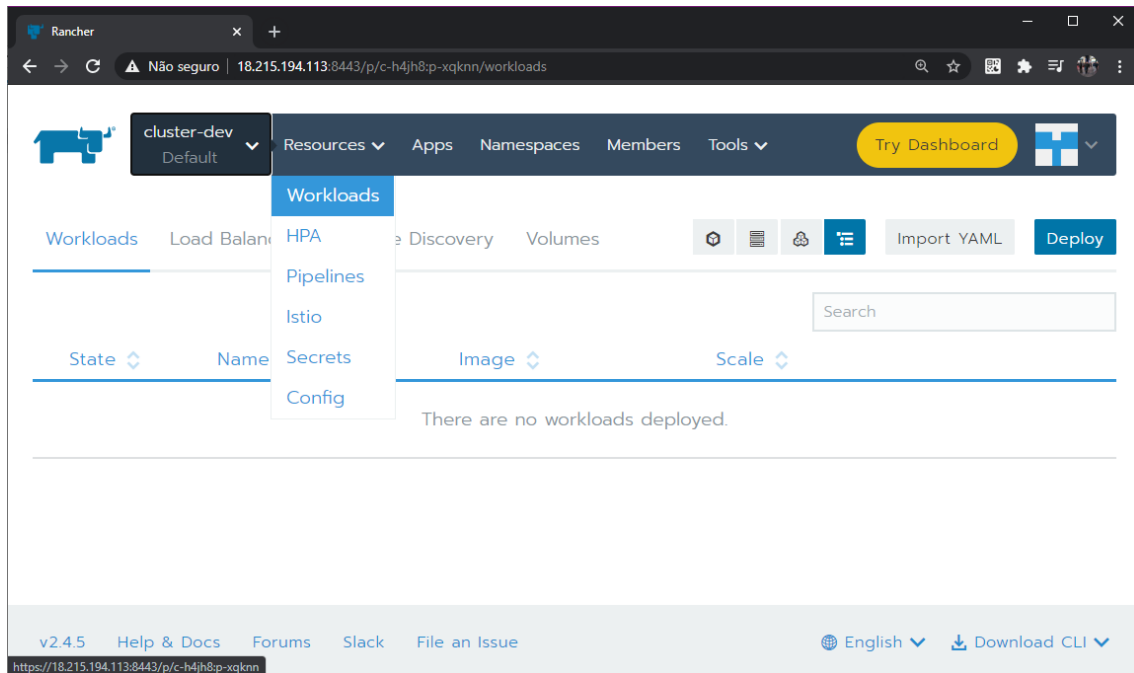 Rancher
Não seguro | 18.215.194.113:8443/p/c-h4jh8:p-xqknn/workloads
cluster-dev
Default
Resources Apps Namespaces Members Tools Try Dashboard
Workloads
HPA
Pipelines
Istio
Secrets
Config
Workloads Load Balan e Discovery Volumes Import YAML Deploy
Search
State Name Image Scale
There are no workloads deployed.
v2.4.5 Help & Docs Forums Slack File an Issue English Download CLI
https://18.215.194.113:8443/p/c-h4jh8:p-xqknn